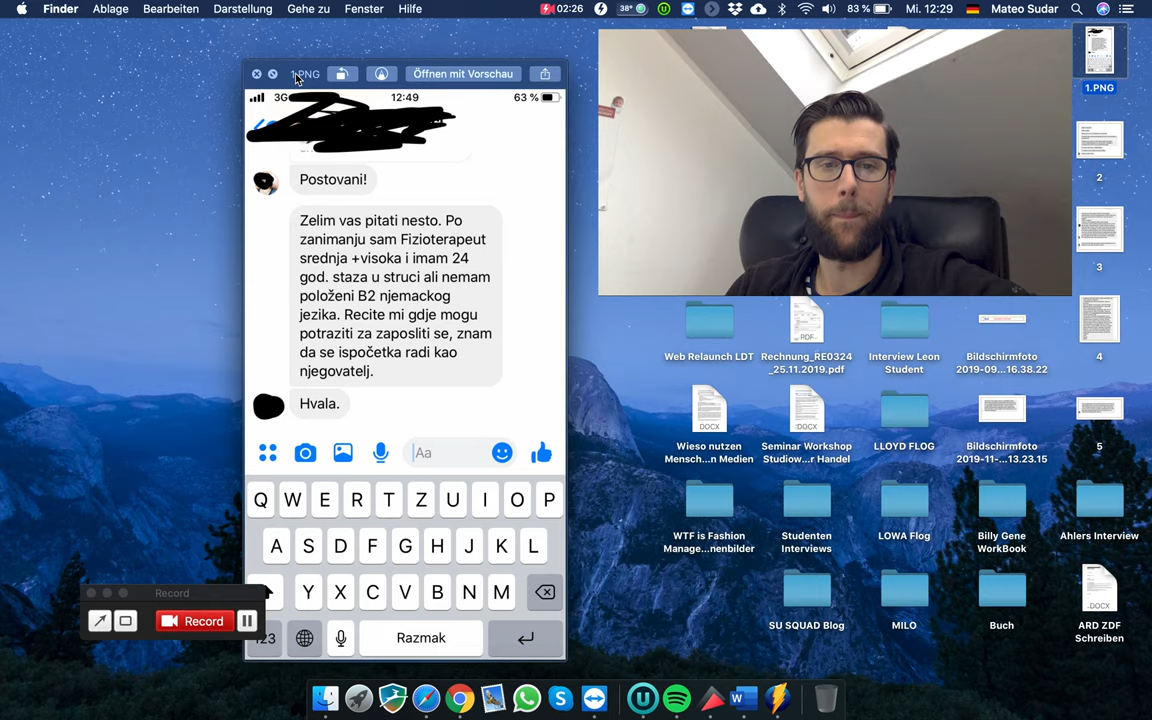 Finder Ablage Bearbeiten Darstellung Gehe zu Fenster Hilfe 02:26 38° 83 % Mi. 12:29 Mateo Sudar
1.PNG Öffnen mit Vorschau
3G 12:49 63 %
Postovani!
Zelim vas pitati nesto. Po
zanimanju sam Fizioterapeut
srednja +visoka i imam 24
god. staza u struci ali nemam
položeni B2 njemackog
jezika. Recite mi gdje mogu
potraziti za zaposliti se, znam
da se ispočetka radi kao
njegovatelj.
Hvala.
Aa
Q W E R T Z U I O P
A S D F G H J K L
Y X C V B N M
123 Razmak
Record
Record
1.PNG
2
3
Web Relaunch LDT
PDF
Rechnung_RE0324
_25.11.2019.pdf
Interview Leon
Student
Bildschirmfoto
2019-09...16.38.22
4
DOCX
Wieso nutzen
Mensch...n Medien
DOCX
Seminar Workshop
Studiow...r Handel
LLOYD FLOG
Bildschirmfoto
2019-11-...13.23.15
5
WTF is Fashion
Manage...nenbilder
Studenten
Interviews
LOWA Flog
Billy Gene
WorkBook
Ahlers Interview
SU SQUAD Blog
MILO
Buch
DOCX
ARD ZDF
Schreiben